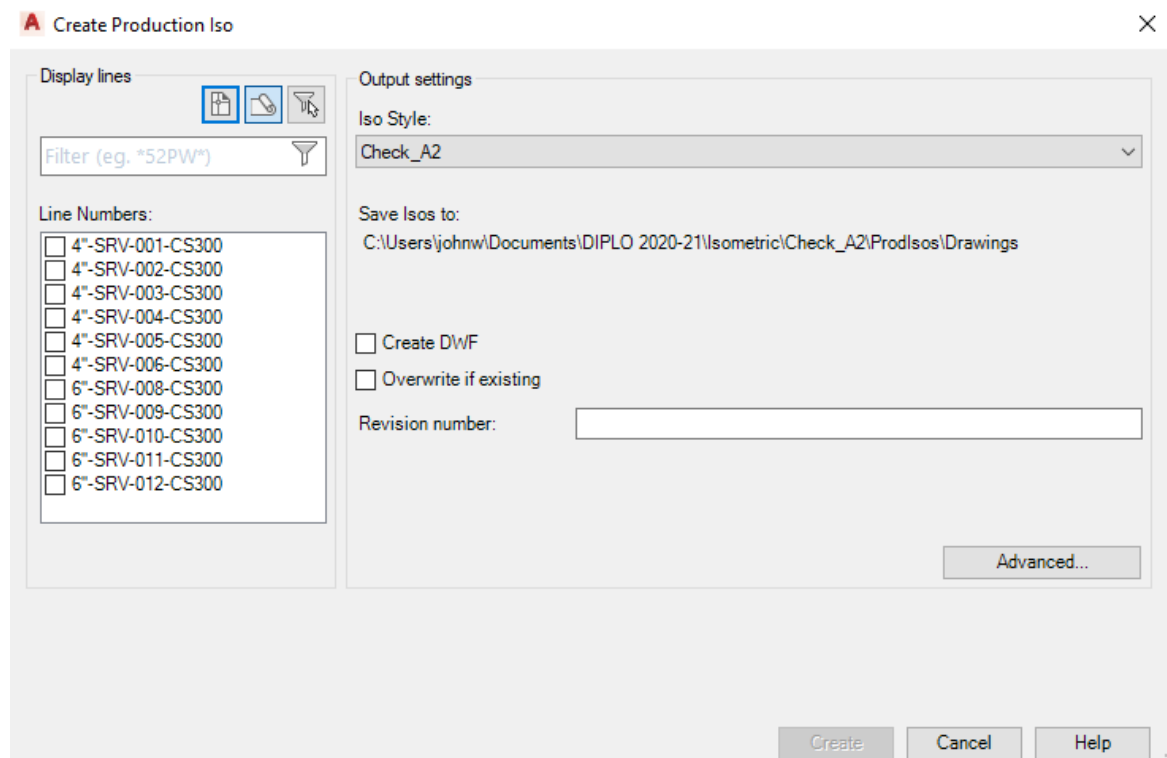 Create Production Iso
Display lines
Filter (eg. *52PW*)
Line Numbers:
4"-SRV-001-CS300
4"-SRV-002-CS300
4"-SRV-003-CS300
4"-SRV-004-CS300
4"-SRV-005-CS300
4"-SRV-006-CS300
6"-SRV-008-CS300
6"-SRV-009-CS300
6"-SRV-010-CS300
6"-SRV-011-CS300
6"-SRV-012-CS300
Output settings
Iso Style:
Check_A2
Save Isos to:
C:\Users\johnw\Documents\DIPLO 2020-21\Isometric\Check_A2\ProdIsos\Drawings
Create DWF
Overwrite if existing
Revision number:
Advanced...
Create
Cancel
Help